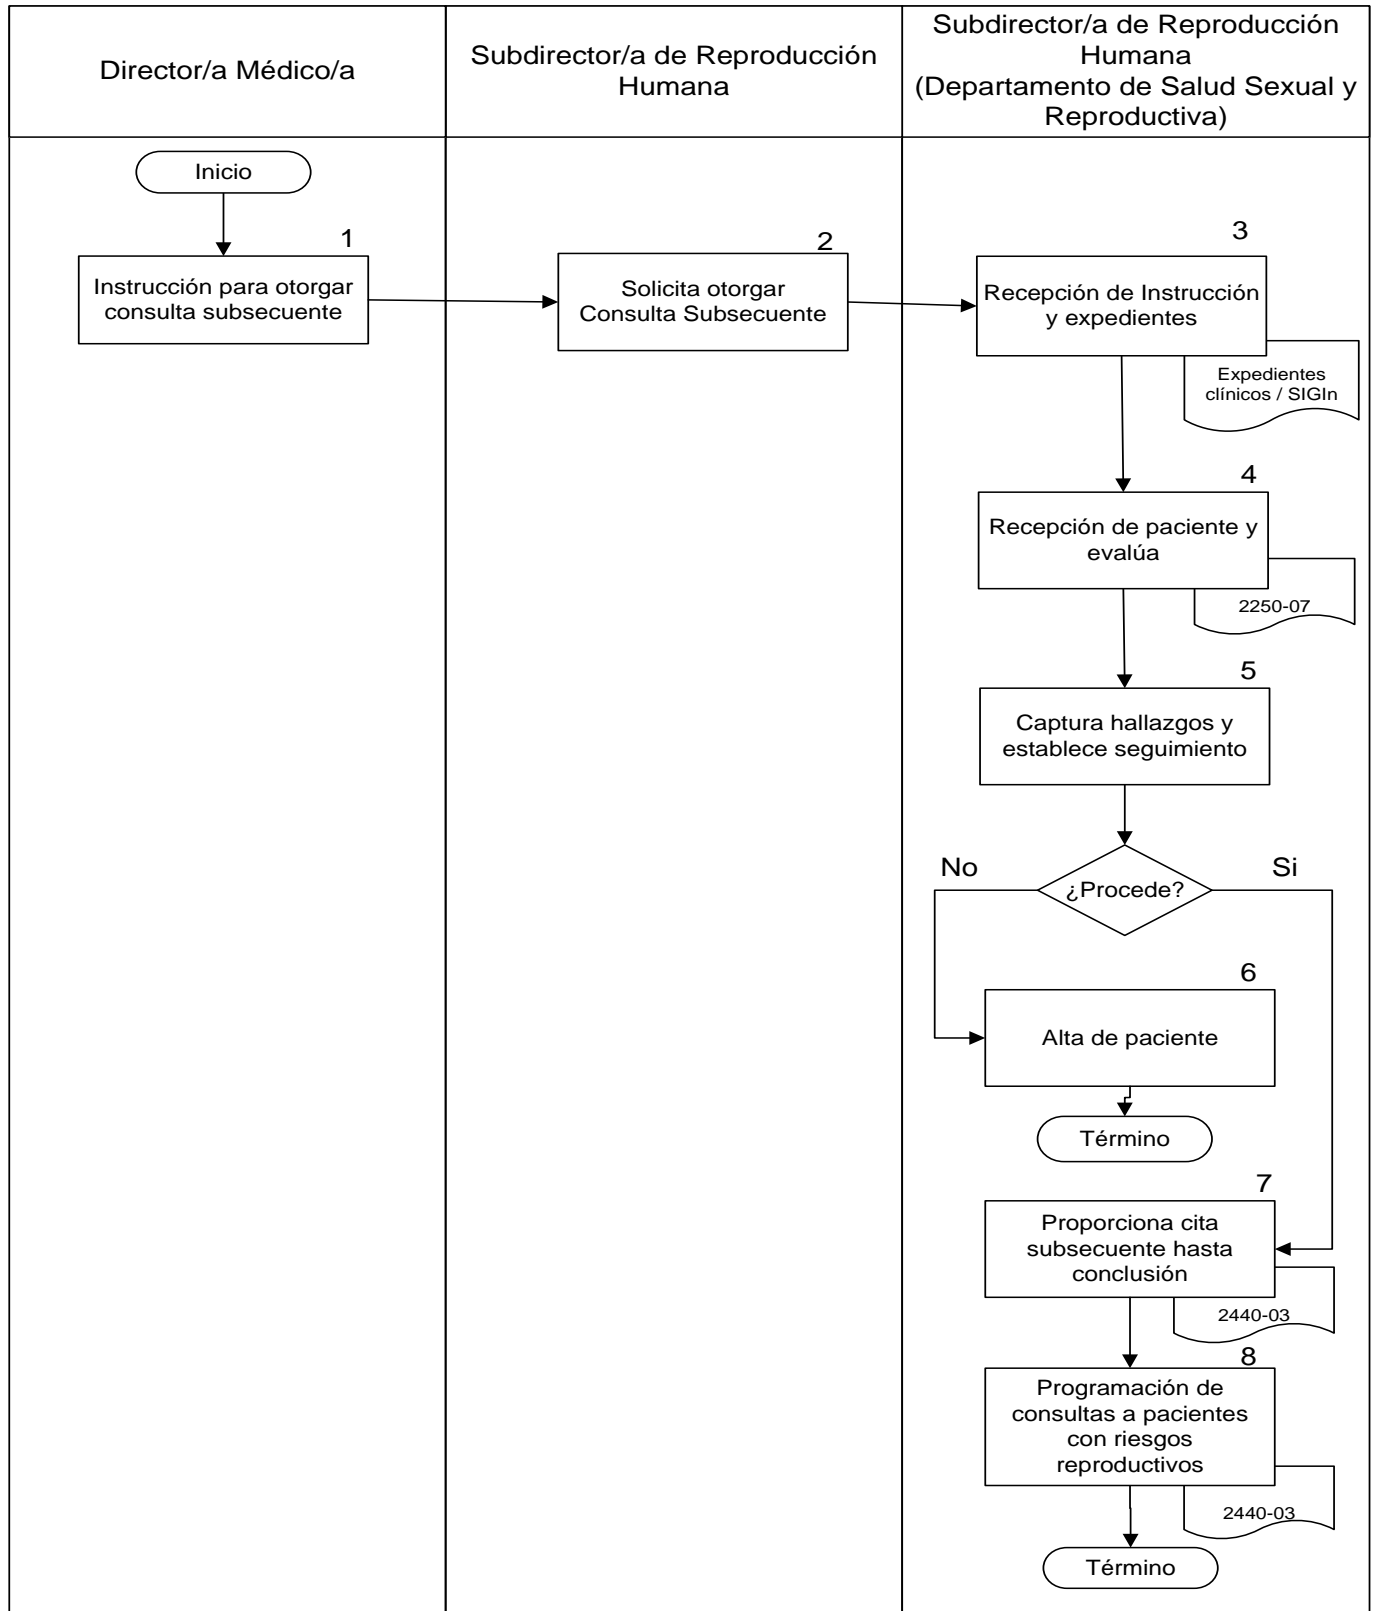 Director/a Médico/a
Subdirector/a de Reproducción
Humana
Subdirector/a de Reproducción
Humana
(Departamento de Salud Sexual y
Reproductiva)
Inicio
1
Instrucción para otorgar
consulta subsecuente
2
Solicita otorgar
Consulta Subsecuente
3
Recepción de Instrucción
y expedientes
Expedientes
clínicos / SIGIn
4
Recepción de paciente y
evalúa
2250-07
5
Captura hallazgos y
establece seguimiento
No
¿Procede?
Si
6
Alta de paciente
Término
7
Proporciona cita
subsecuente hasta
conclusión
2440-03
8
Programación de
consultas a pacientes
con riesgos
reproductivos
2440-03
Término